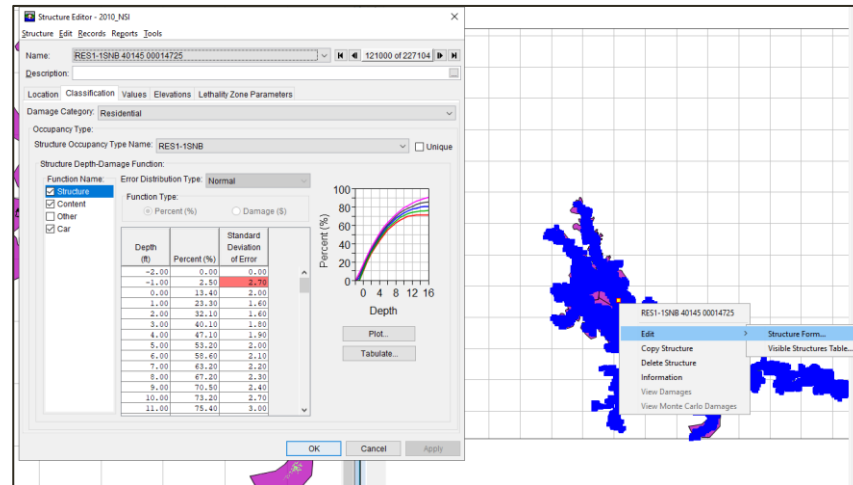 Structure Editor - 2010_NSI
Structure Edit Records Reports Tools
Name: RES1-1SNB 40145 00014725 121000 of 227104
Description:
Location Classification Values Elevations Lethality Zone Parameters
Damage Category: Residential
Occupancy Type:
Structure Occupancy Type Name: RES1-1SNB Unique
Structure Depth-Damage Function:
Function Name: Error Distribution Type: Normal
Structure
Content
Other
Car
Function Type:
Percent (%) Damage ($)
Depth (ft) Percent (%) Standard Deviation of Error
-2.00 0.00 0.00
-1.00 2.50 2.70
0.00 13.40 2.00
1.00 23.30 1.60
2.00 32.10 1.60
3.00 40.10 1.80
4.00 47.10 1.90
5.00 53.20 2.00
6.00 58.60 2.10
7.00 63.20 2.20
8.00 67.20 2.30
9.00 70.50 2.40
10.00 73.20 2.70
11.00 75.40 3.00
Percent (%)
100
80
60
40
20
0
0 4 8 12 16
Depth
Plot...
Tabulate...
OK Cancel Apply
RES1-1SNB 40145 00014725
Edit
Copy Structure
Delete Structure
Information
View Damages
View Monte Carlo Damages
Structure Form...
Visible Structures Table...